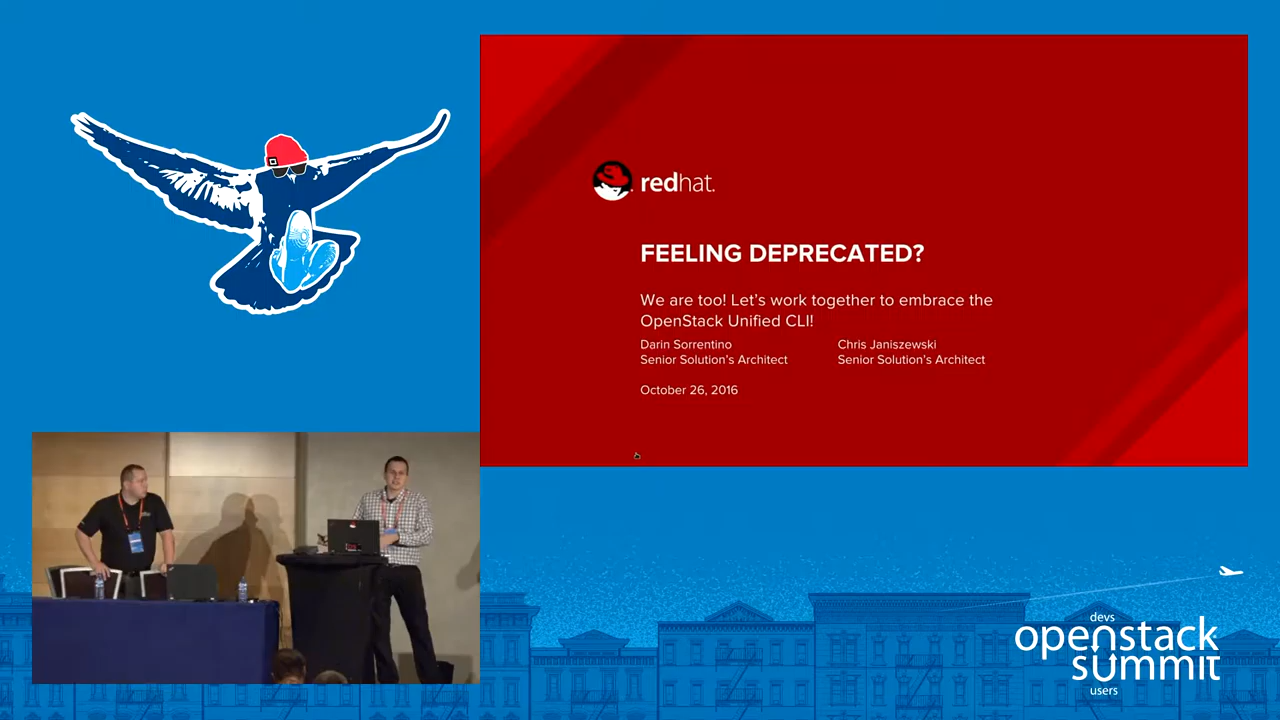 redhat.
FEELING DEPRECATED?
We are too! Let's work together to embrace the
OpenStack Unified CLI!
Darin Sorrentino
Senior Solution's Architect
Chris Janiszewski
Senior Solution's Architect
October 26, 2016
devs
openstack
summit
users